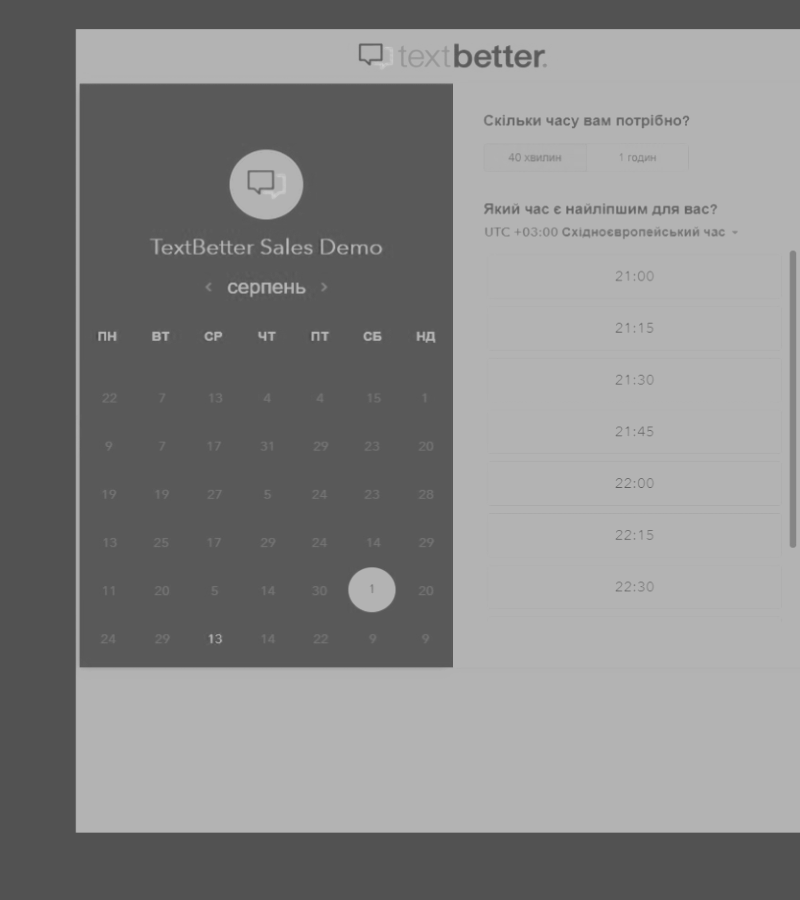 textbetter.
TextBetter Sales Demo
‹ серпень ›
ПН ВТ СР ЧТ ПТ СБ НД
22 7 13 4 4 15 1
9 7 17 31 29 23 20
19 19 27 5 24 23 28
13 25 17 29 24 14 29
11 20 5 14 30 1 20
24 29 13 14 22 9 9
Скільки часу вам потрібно?
40 хвилин 1 годин
Який час є найліпшим для вас?
UTC +03:00 Східноєвропейський час
21:00
21:15
21:30
21:45
22:00
22:15
22:30